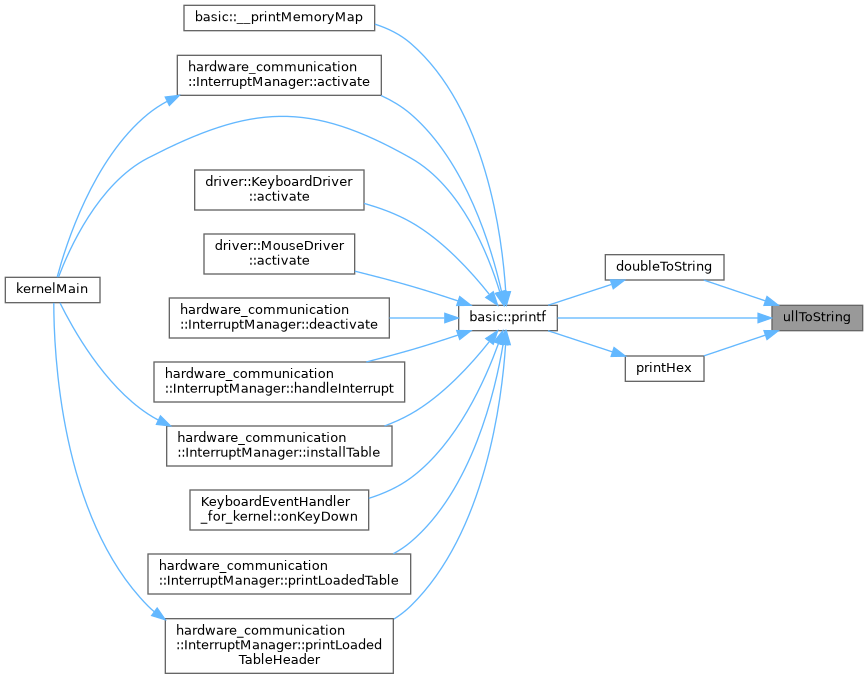 basic::__printMemoryMap
hardware_communication
::InterruptManager::activate
driver::KeyboardDriver
::activate
driver::MouseDriver
::activate
doubleToString
kernelMain
hardware_communication
::InterruptManager::deactivate
basic::printf
ullToString
hardware_communication
::InterruptManager::handleInterrupt
printHex
hardware_communication
::InterruptManager::installTable
KeyboardEventHandler
_for_kernel::onKeyDown
hardware_communication
::InterruptManager::printLoadedTable
hardware_communication
::InterruptManager::printLoaded
TableHeader